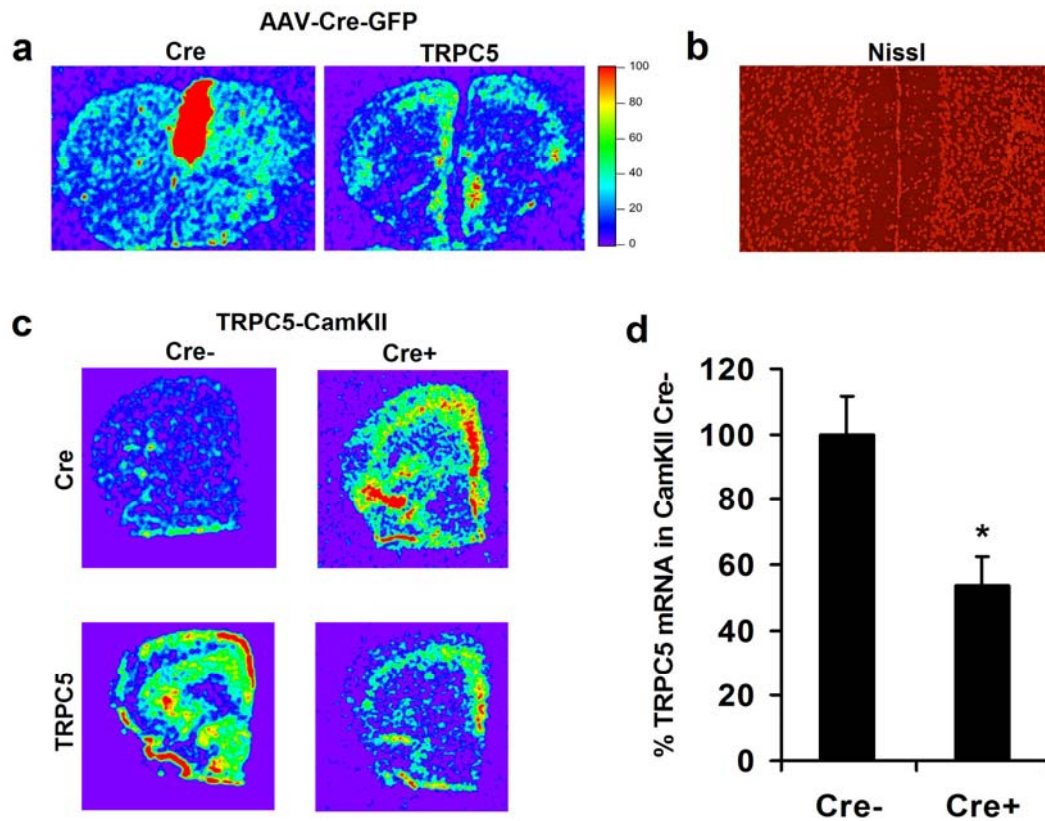 AAV-Cre-GFP
a
Cre
TRPC5
100
80
60
40
20
0
b
Nissl
c
TRPC5-CamKII
Cre-
Cre+
Cre
TRPC5
d
% TRPC5 mRNA in CamKII Cre-
120
100
80
60
40
20
0
*
Cre-
Cre+